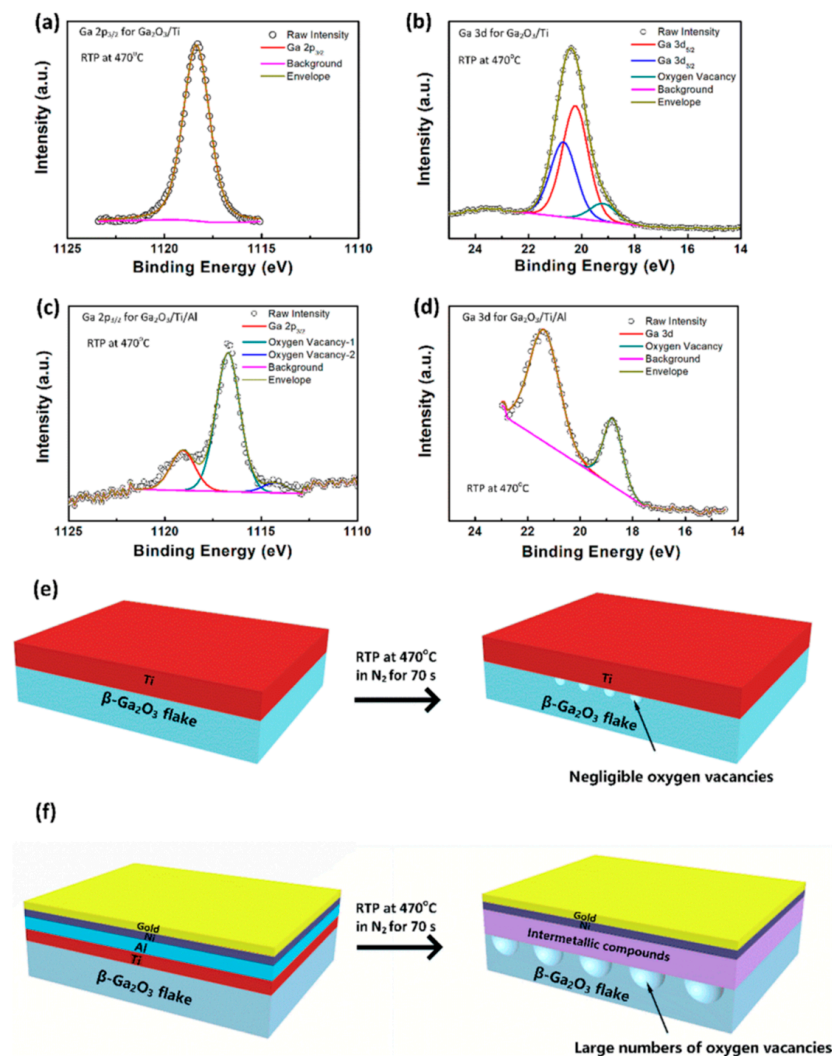 (a)
Ga 2p3/2 for Ga2O3/Ti
RTP at 470°C
Raw Intensity
Ga 2p3/2
Background
Envelope
Intensity (a.u.)
1125 1120 1115 1110
Binding Energy (eV)
(b)
Ga 3d for Ga2O3/Ti
RTP at 470°C
Raw Intensity
Ga 3d5/2
Ga 3d3/2
Oxygen Vacancy
Background
Envelope
Intensity (a.u.)
24 22 20 18 16 14
Binding Energy (eV)
(c)
Ga 2p3/2 for Ga2O3/Ti/Al
RTP at 470°C
Raw Intensity
Ga 2p3/2
Oxygen Vacancy-1
Oxygen Vacancy-2
Background
Envelope
Intensity (a.u.)
1125 1120 1115 1110
Binding Energy (eV)
(d)
Ga 3d for Ga2O3/Ti/Al
Raw Intensity
Ga 3d
Oxygen Vacancy
Background
Envelope
RTP at 470°C
Intensity (a.u.)
24 22 20 18 16 14
Binding Energy (eV)
(e)
Ti
β-Ga2O3 flake
RTP at 470°C
in N2 for 70 s
Ti
β-Ga2O3 flake
Negligible oxygen vacancies
(f)
Gold
Ni
Al
Ti
β-Ga2O3 flake
RTP at 470°C
in N2 for 70 s
Gold
Ni
Intermetallic compounds
β-Ga2O3 flake
Large numbers of oxygen vacancies